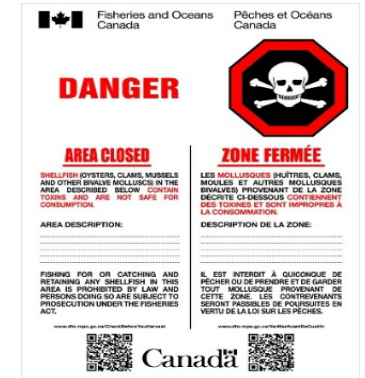 Fisheries and Oceans
Canada
Pêches et Océans
Canada
DANGER
AREA CLOSED
SHELLFISH (OYSTERS, CLAMS, MUSSELS
AND OTHER BIVALVE MOLLUSCS) IN THE
AREA DESCRIBED BELOW CONTAIN
TOXINS AND ARE NOT SAFE FOR
CONSUMPTION.
AREA DESCRIPTION:
FISHING FOR OR CATCHING AND
RETAINING ANY SHELLFISH IN THIS
AREA IS PROHIBITED BY LAW AND
PERSONS DOING SO ARE SUBJECT TO
PROSECUTION UNDER THE FISHERIES
ACT.
www.dfo-mpo.gc.ca/CheckBeforeYouHarvest
ZONE FERMÉE
LES MOLLUSQUES (HUÎTRES, CLAMS,
MOULES ET AUTRES MOLLUSQUES
BIVALVES) PROVENANT DE LA ZONE
DÉCRITE CI-DESSOUS CONTIENNENT
DES TOXINES ET SONT IMPROPRES À
LA CONSOMMATION.
DESCRIPTION DE LA ZONE:
IL EST INTERDIT À QUICONQUE DE
PÊCHER OU DE PRENDRE ET DE GARDER
TOUT MOLLUSQUE PROVENANT DE
CETTE ZONE. LES CONTREVENANTS
SERONT PASSIBLES DE POURSUITES EN
VERTU DE LA LOI SUR LES PÊCHES.
Canada